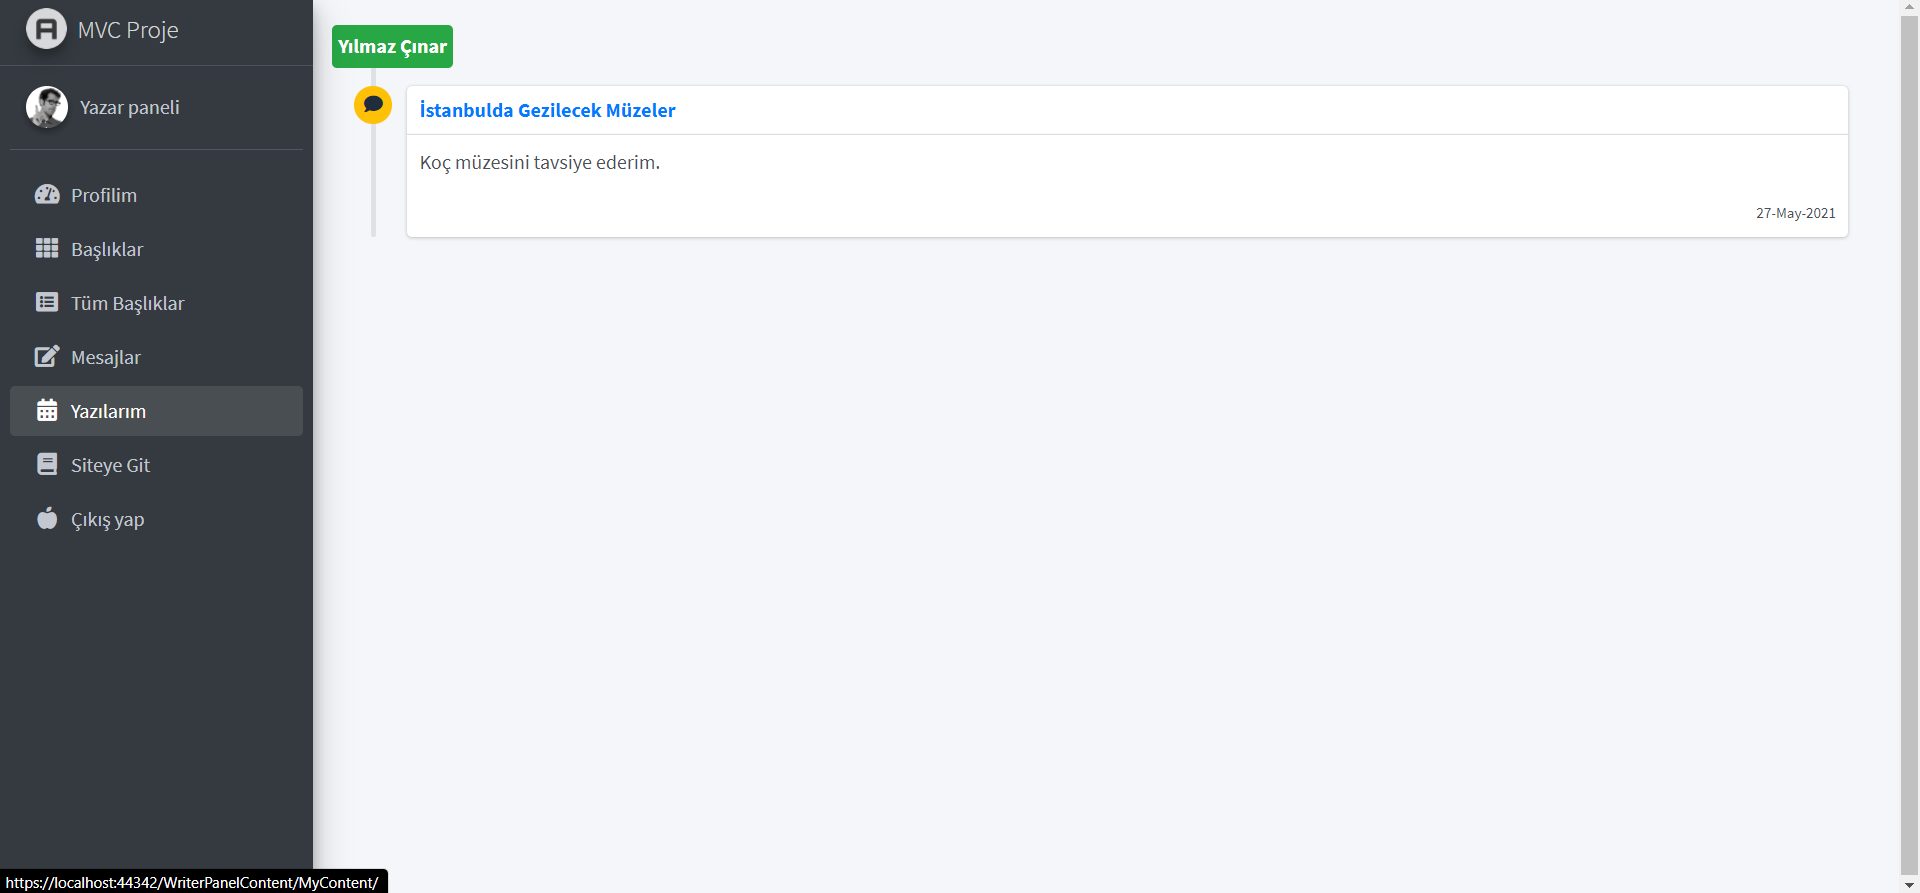 MVC Proje
Yazar paneli
Profilim
Başlıklar
Tüm Başlıklar
Mesajlar
Yazılarım
Siteye Git
Çıkış yap
Yılmaz Çınar
İstanbulda Gezilecek Müzeler
Koç müzesini tavsiye ederim.
27-May-2021
https://localhost:44342/WriterPanelContent/MyContent/